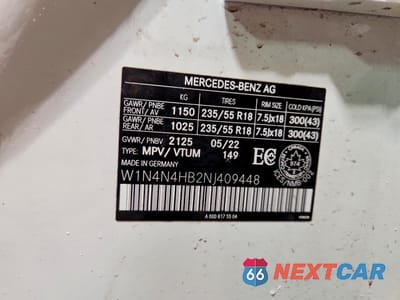 MERCEDES-BENZ AG
KG TIRES RIM SIZE COLD KPA(PSI)
GAWR/PNBE FRONT/AV 1150 235/55 R18 7.5Jx18 300(43)
GAWR/PNBE REAR/AR 1025 235/55 R18 7.5Jx18 300(43)
GVWR/PNBV 2125 05/22
TYPE MPV/VTUM 149 EC
MADE IN GERMANY
W1N4N4HB2NJ409448
66 NEXTCAR